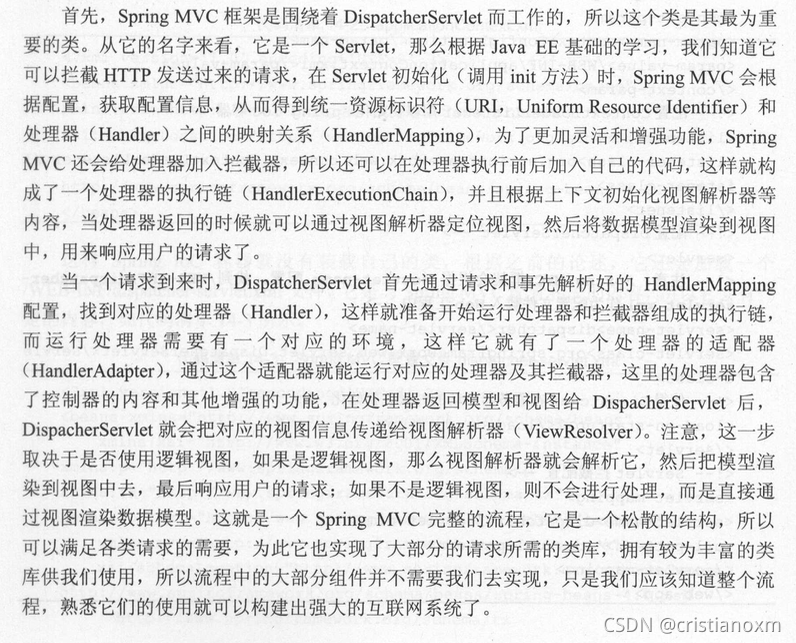 首先，Spring MVC 框架是围绕着 DispatcherServlet 而工作的，所以这个类是其最为重
要的类。从它的名字来看，它是一个 Servlet，那么根据 Java EE 基础的学习，我们知道它
可以拦截 HTTP 发送过来的请求，在 Servlet 初始化（调用 init 方法）时，Spring MVC 会根
据配置，获取配置信息，从而得到统一资源标识符（URI，Uniform Resource Identifier）和
处理器（Handler）之间的映射关系（HandlerMapping），为了更加灵活和增强功能，Spring
MVC 还会给处理器加入拦截器，所以还可以在处理器执行前后加入自己的代码，这样就构
成了一个处理器的执行链（HandlerExecutionChain），并且根据上下文初始化视图解析器等
内容，当处理器返回的时候就可以通过视图解析器定位视图，然后将数据模型渲染到视图
中，用来响应用户的请求了。
当一个请求到来时，DispatcherServlet 首先通过请求和事先解析好的 HandlerMapping
配置，找到对应的处理器（Handler），这样就准备开始运行处理器和拦截器组成的执行链，
而运行处理器需要有一个对应的环境，这样它就有了一个处理器的适配器
（HandlerAdapter），通过这个适配器就能运行对应的处理器及其拦截器，这里的处理器包含
了控制器的内容和其他增强的功能，在处理器返回模型和视图给 DispacherServlet 后，
DispacherServlet 就会把对应的视图信息传递给视图解析器（ViewResolver）。注意，这一步
取决于是否使用逻辑视图，如果是逻辑视图，那么视图解析器就会解析它，然后把模型渲
染到视图中去，最后响应用户的请求；如果不是逻辑视图，则不会进行处理，而是直接通
过视图渲染数据模型。这就是一个 Spring MVC 完整的流程，它是一个松散的结构，所以
可以满足各类请求的需要，为此它也实现了大部分的请求所需的类库，拥有较为丰富的类
库供我们使用，所以流程中的大部分组件并不需要我们去实现，只是我们应该知道整个流
程，熟悉它们的使用就可以构建出强大的互联网系统了。
CSDN @cristianoxm